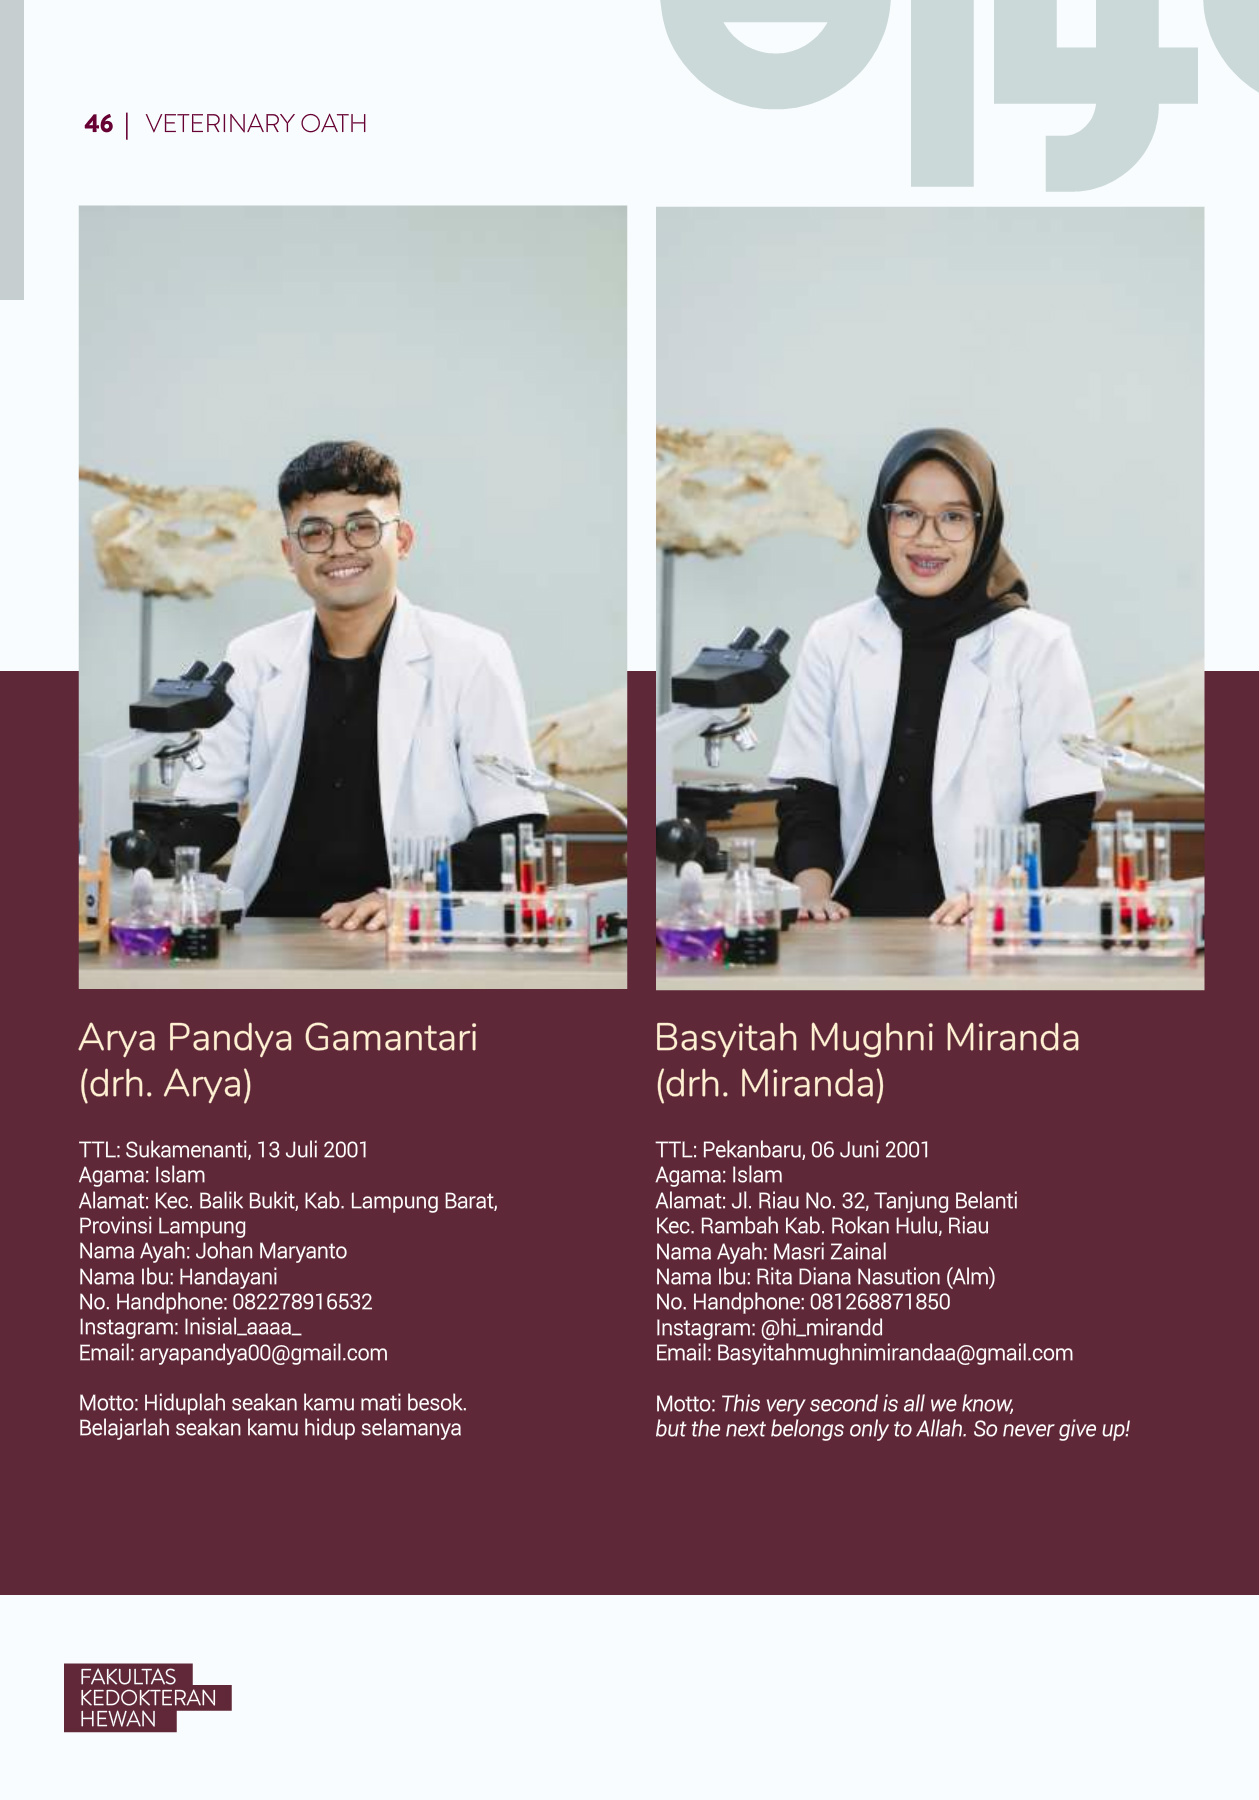 46 | VETERINARY OATH
Arya Pandya Gamantari
(drh. Arya)
TTL: Sukamenanti, 13 Juli 2001
Agama: Islam
Alamat: Kec. Balik Bukit, Kab. Lampung Barat,
Provinsi Lampung
Nama Ayah: Johan Maryanto
Nama Ibu: Handayani
No. Handphone: 082278916532
Instagram: Inisial_aaaa_
Email: aryapandya00@gmail.com
Motto: Hiduplah seakan kamu mati besok.
Belajarlah seakan kamu hidup selamanya
Basyitah Mughni Miranda
(drh. Miranda)
TTL: Pekanbaru, 06 Juni 2001
Agama: Islam
Alamat: Jl. Riau No. 32, Tanjung Belanti
Kec. Rambah Kab. Rokan Hulu, Riau
Nama Ayah: Masri Zainal
Nama Ibu: Rita Diana Nasution (Alm)
No. Handphone: 081268871850
Instagram: @hi_mirandd
Email: Basyitahmughnimirandaa@gmail.com
Motto: This very second is all we know,
but the next belongs only to Allah. So never give up!
FAKULTAS
KEDOKTERAN
HEWAN